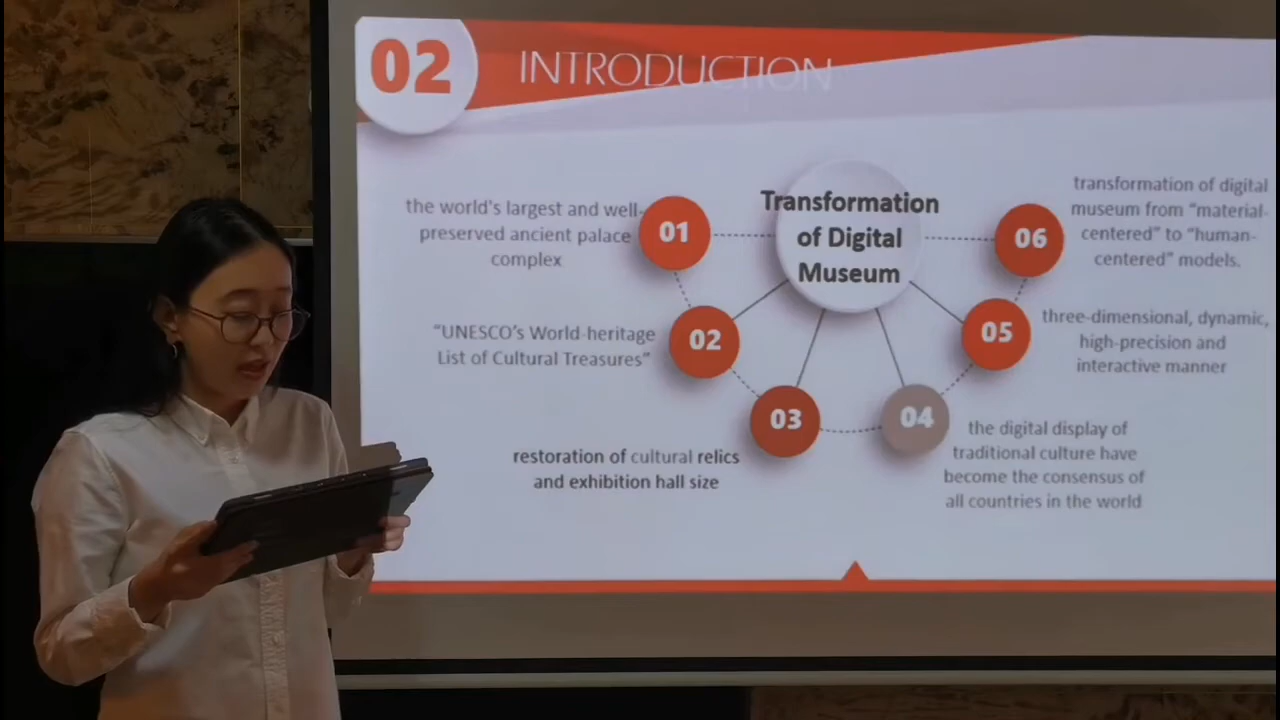 02
INTRODUCTION
Transformation
of Digital
Museum
01
the world's largest and well-
preserved ancient palace
complex
02
“UNESCO’s World-heritage
List of Cultural Treasures”
03
restoration of cultural relics
and exhibition hall size
04
the digital display of
traditional culture have
become the consensus of
all countries in the world
05
three-dimensional, dynamic,
high-precision and
interactive manner
06
transformation of digital
museum from “material-
centered” to “human-
centered” models.